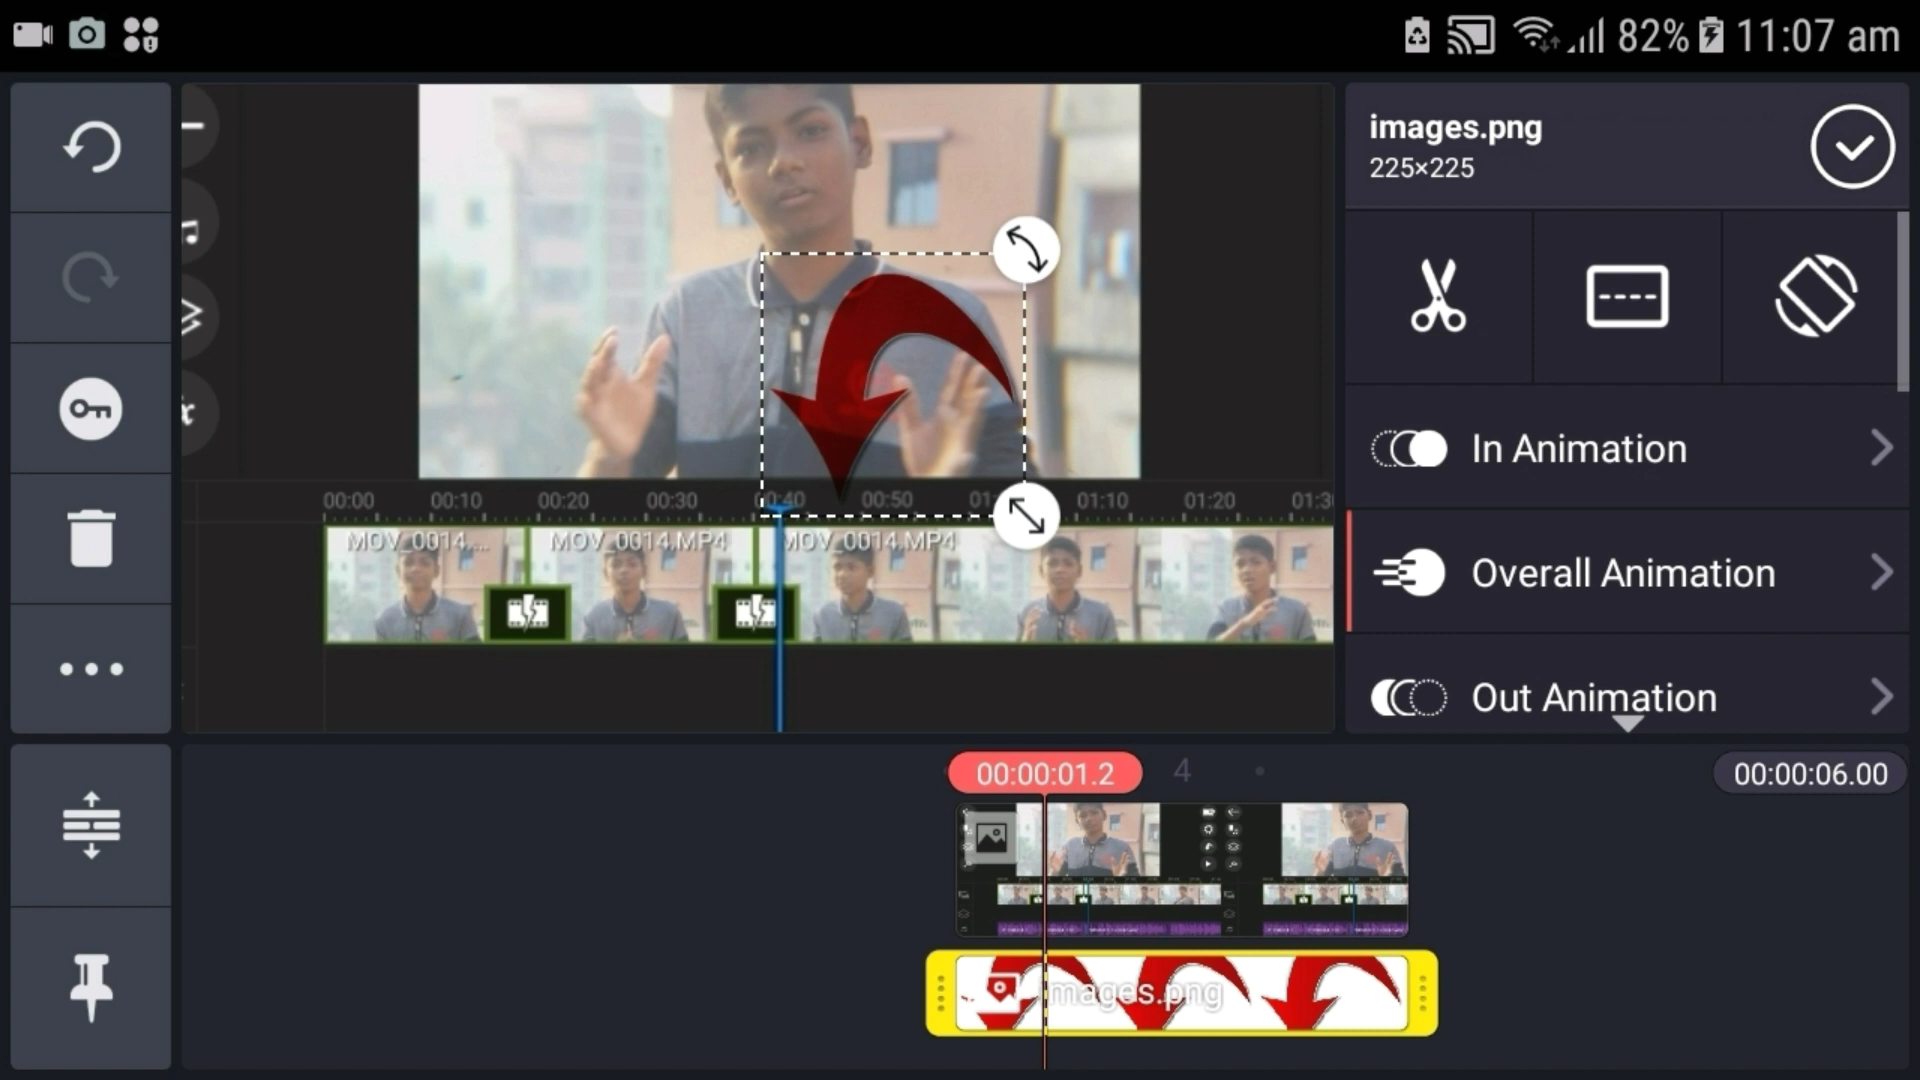 82% 11:07 am
images.png
225×225
In Animation
Overall Animation
Out Animation
00:00 00:10 00:20 00:30 00:40 00:50 01:10 01:20
MOV_0014,... MOV_0014,MP4 MOV_0014,MP4
00:00:01.2 4 00:00:06.00
images.png